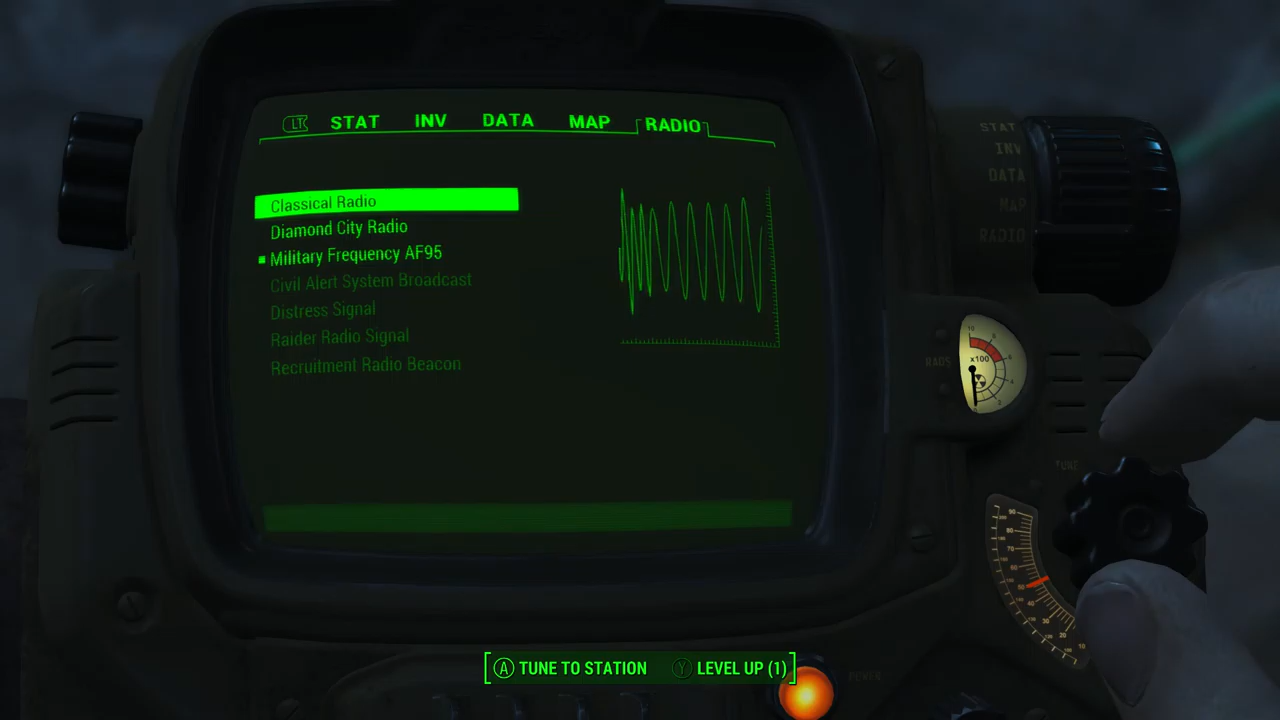 LT STAT INV DATA MAP RADIO
Classical Radio
Diamond City Radio
Military Frequency AF95
Civil Alert System Broadcast
Distress Signal
Raider Radio Signal
Recruitment Radio Beacon
STAT
INV
DATA
MAP
RADIO
RADS
x100
TUNE
POWER
A TUNE TO STATION Y LEVEL UP (1)